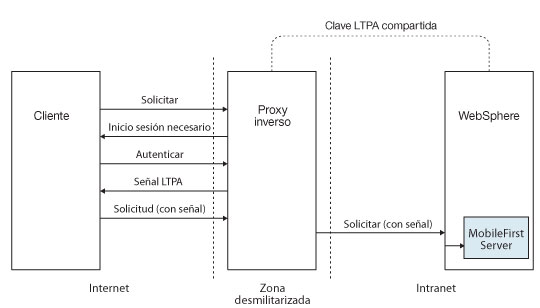 Clave LTPA compartida
Cliente
Proxy
inverso
WebSphere
Solicitar
Inicio sesión necesario
Autenticar
Señal LTPA
Solicitud (con señal)
Solicitar (con señal)
MobileFirst
Server
Internet
Zona
desmilitarizada
Intranet